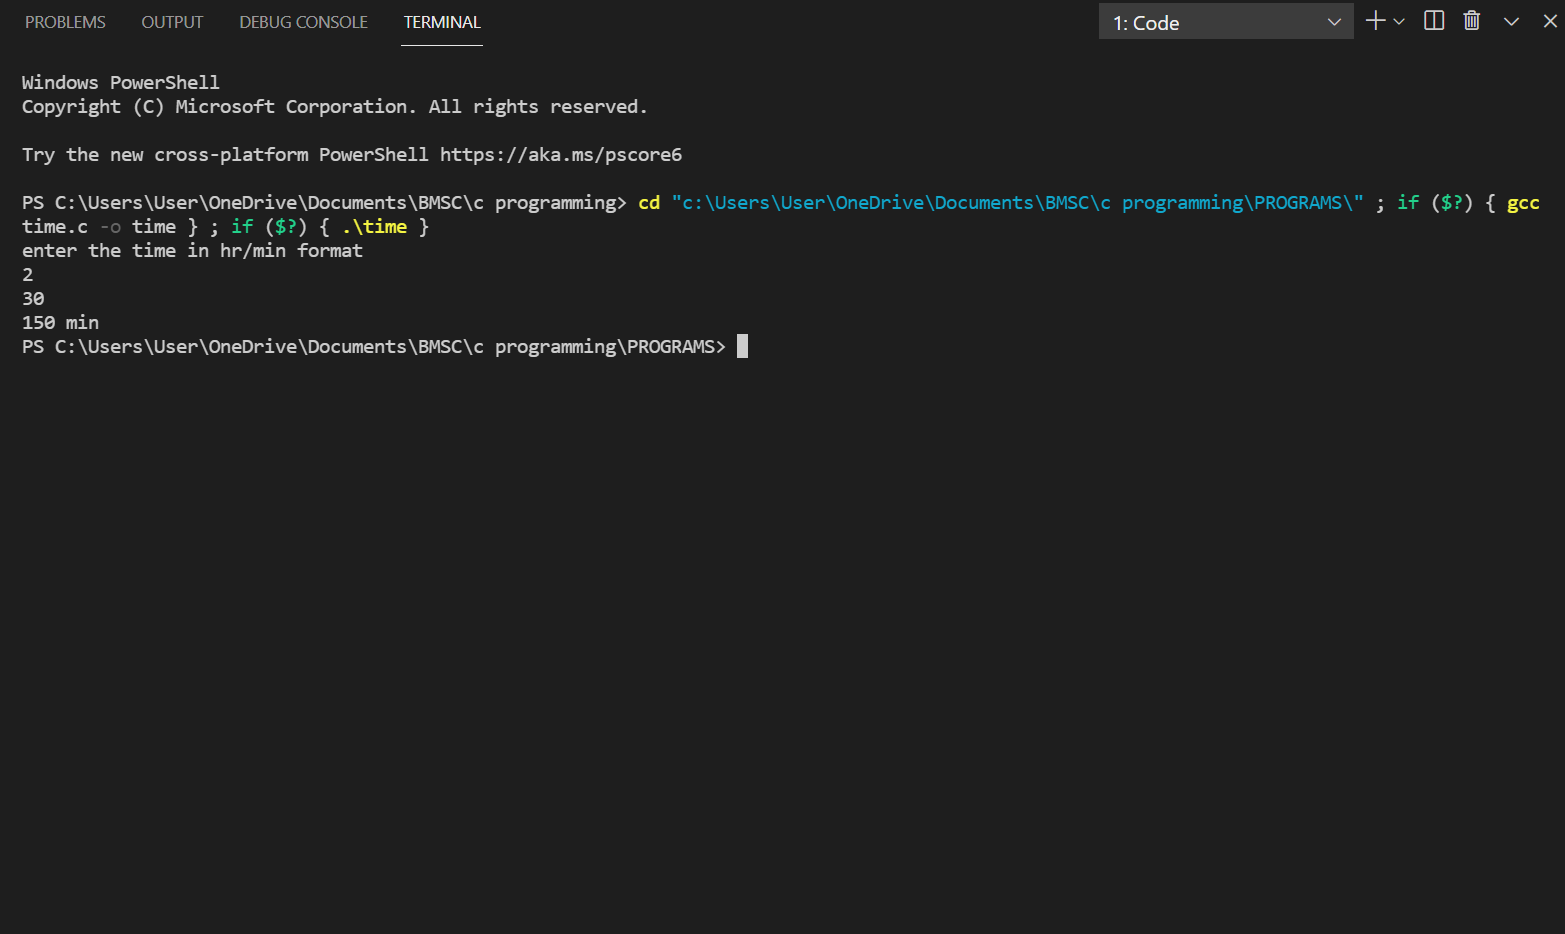 PROBLEMS OUTPUT DEBUG CONSOLE TERMINAL 1: Code
Windows PowerShell
Copyright (C) Microsoft Corporation. All rights reserved.
Try the new cross-platform PowerShell https://aka.ms/pscore6
PS C:\Users\User\OneDrive\Documents\BMSC\c programming> cd "c:\Users\User\OneDrive\Documents\BMSC\c programming\PROGRAMS\" ; if ($?) { gcc
time.c -o time } ; if ($?) { .\time }
enter the time in hr/min format
2
30
150 min
PS C:\Users\User\OneDrive\Documents\BMSC\c programming\PROGRAMS>